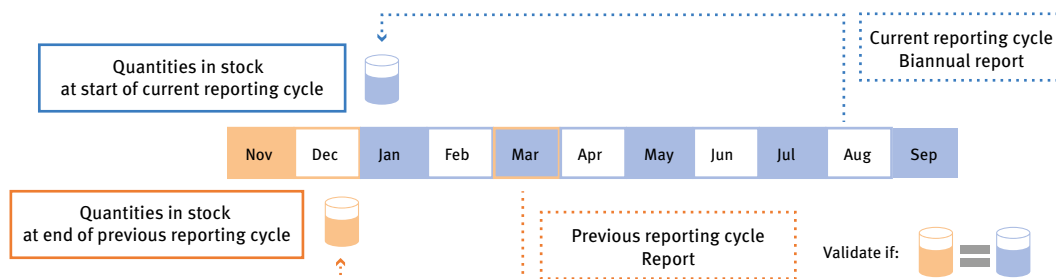 Quantities in stock
at start of current reporting cycle
Current reporting cycle
Biannual report
Nov Dec Jan Feb Mar Apr May Jun Jul Aug Sep
Quantities in stock
at end of previous reporting cycle
Previous reporting cycle
Report
Validate if: